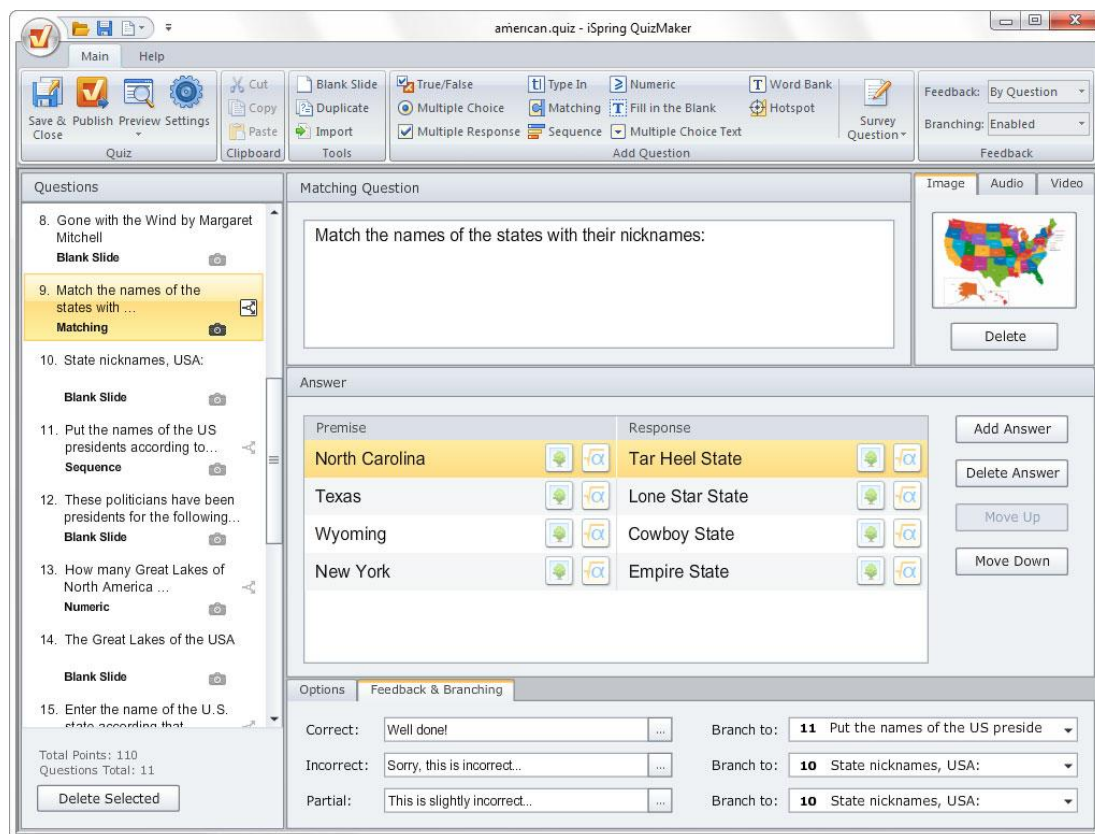 american.quiz - iSpring QuizMaker
Main Help
Save & Close
Publish
Preview
Settings
Quiz
Cut
Copy
Paste
Clipboard
Blank Slide
Duplicate
Import
Tools
True/False
Multiple Choice
Multiple Response
Type In
Matching
Sequence
Numeric
Fill in the Blank
Multiple Choice Text
Word Bank
Hotspot
Add Question
Survey
Question
Feedback: By Question
Branching: Enabled
Feedback
Questions
8. Gone with the Wind by Margaret
Mitchell
Blank Slide
9. Match the names of the
states with ...
Matching
10. State nicknames, USA:
Blank Slide
11. Put the names of the US
presidents according to...
Sequence
12. These politicians have been
presidents for the following...
Blank Slide
13. How many Great Lakes of
North America ...
Numeric
14. The Great Lakes of the USA
Blank Slide
15. Enter the name of the U.S.
state according that
Total Points: 110
Questions Total: 11
Delete Selected
Matching Question
Match the names of the states with their nicknames:
Image Audio Video
Delete
Answer
Premise Response
North Carolina Tar Heel State
Texas Lone Star State
Wyoming Cowboy State
New York Empire State
Add Answer
Delete Answer
Move Up
Move Down
Options Feedback & Branching
Correct: Well done! ... Branch to: 11 Put the names of the US preside
Incorrect: Sorry, this is incorrect... ... Branch to: 10 State nicknames, USA:
Partial: This is slightly incorrect... ... Branch to: 10 State nicknames, USA: